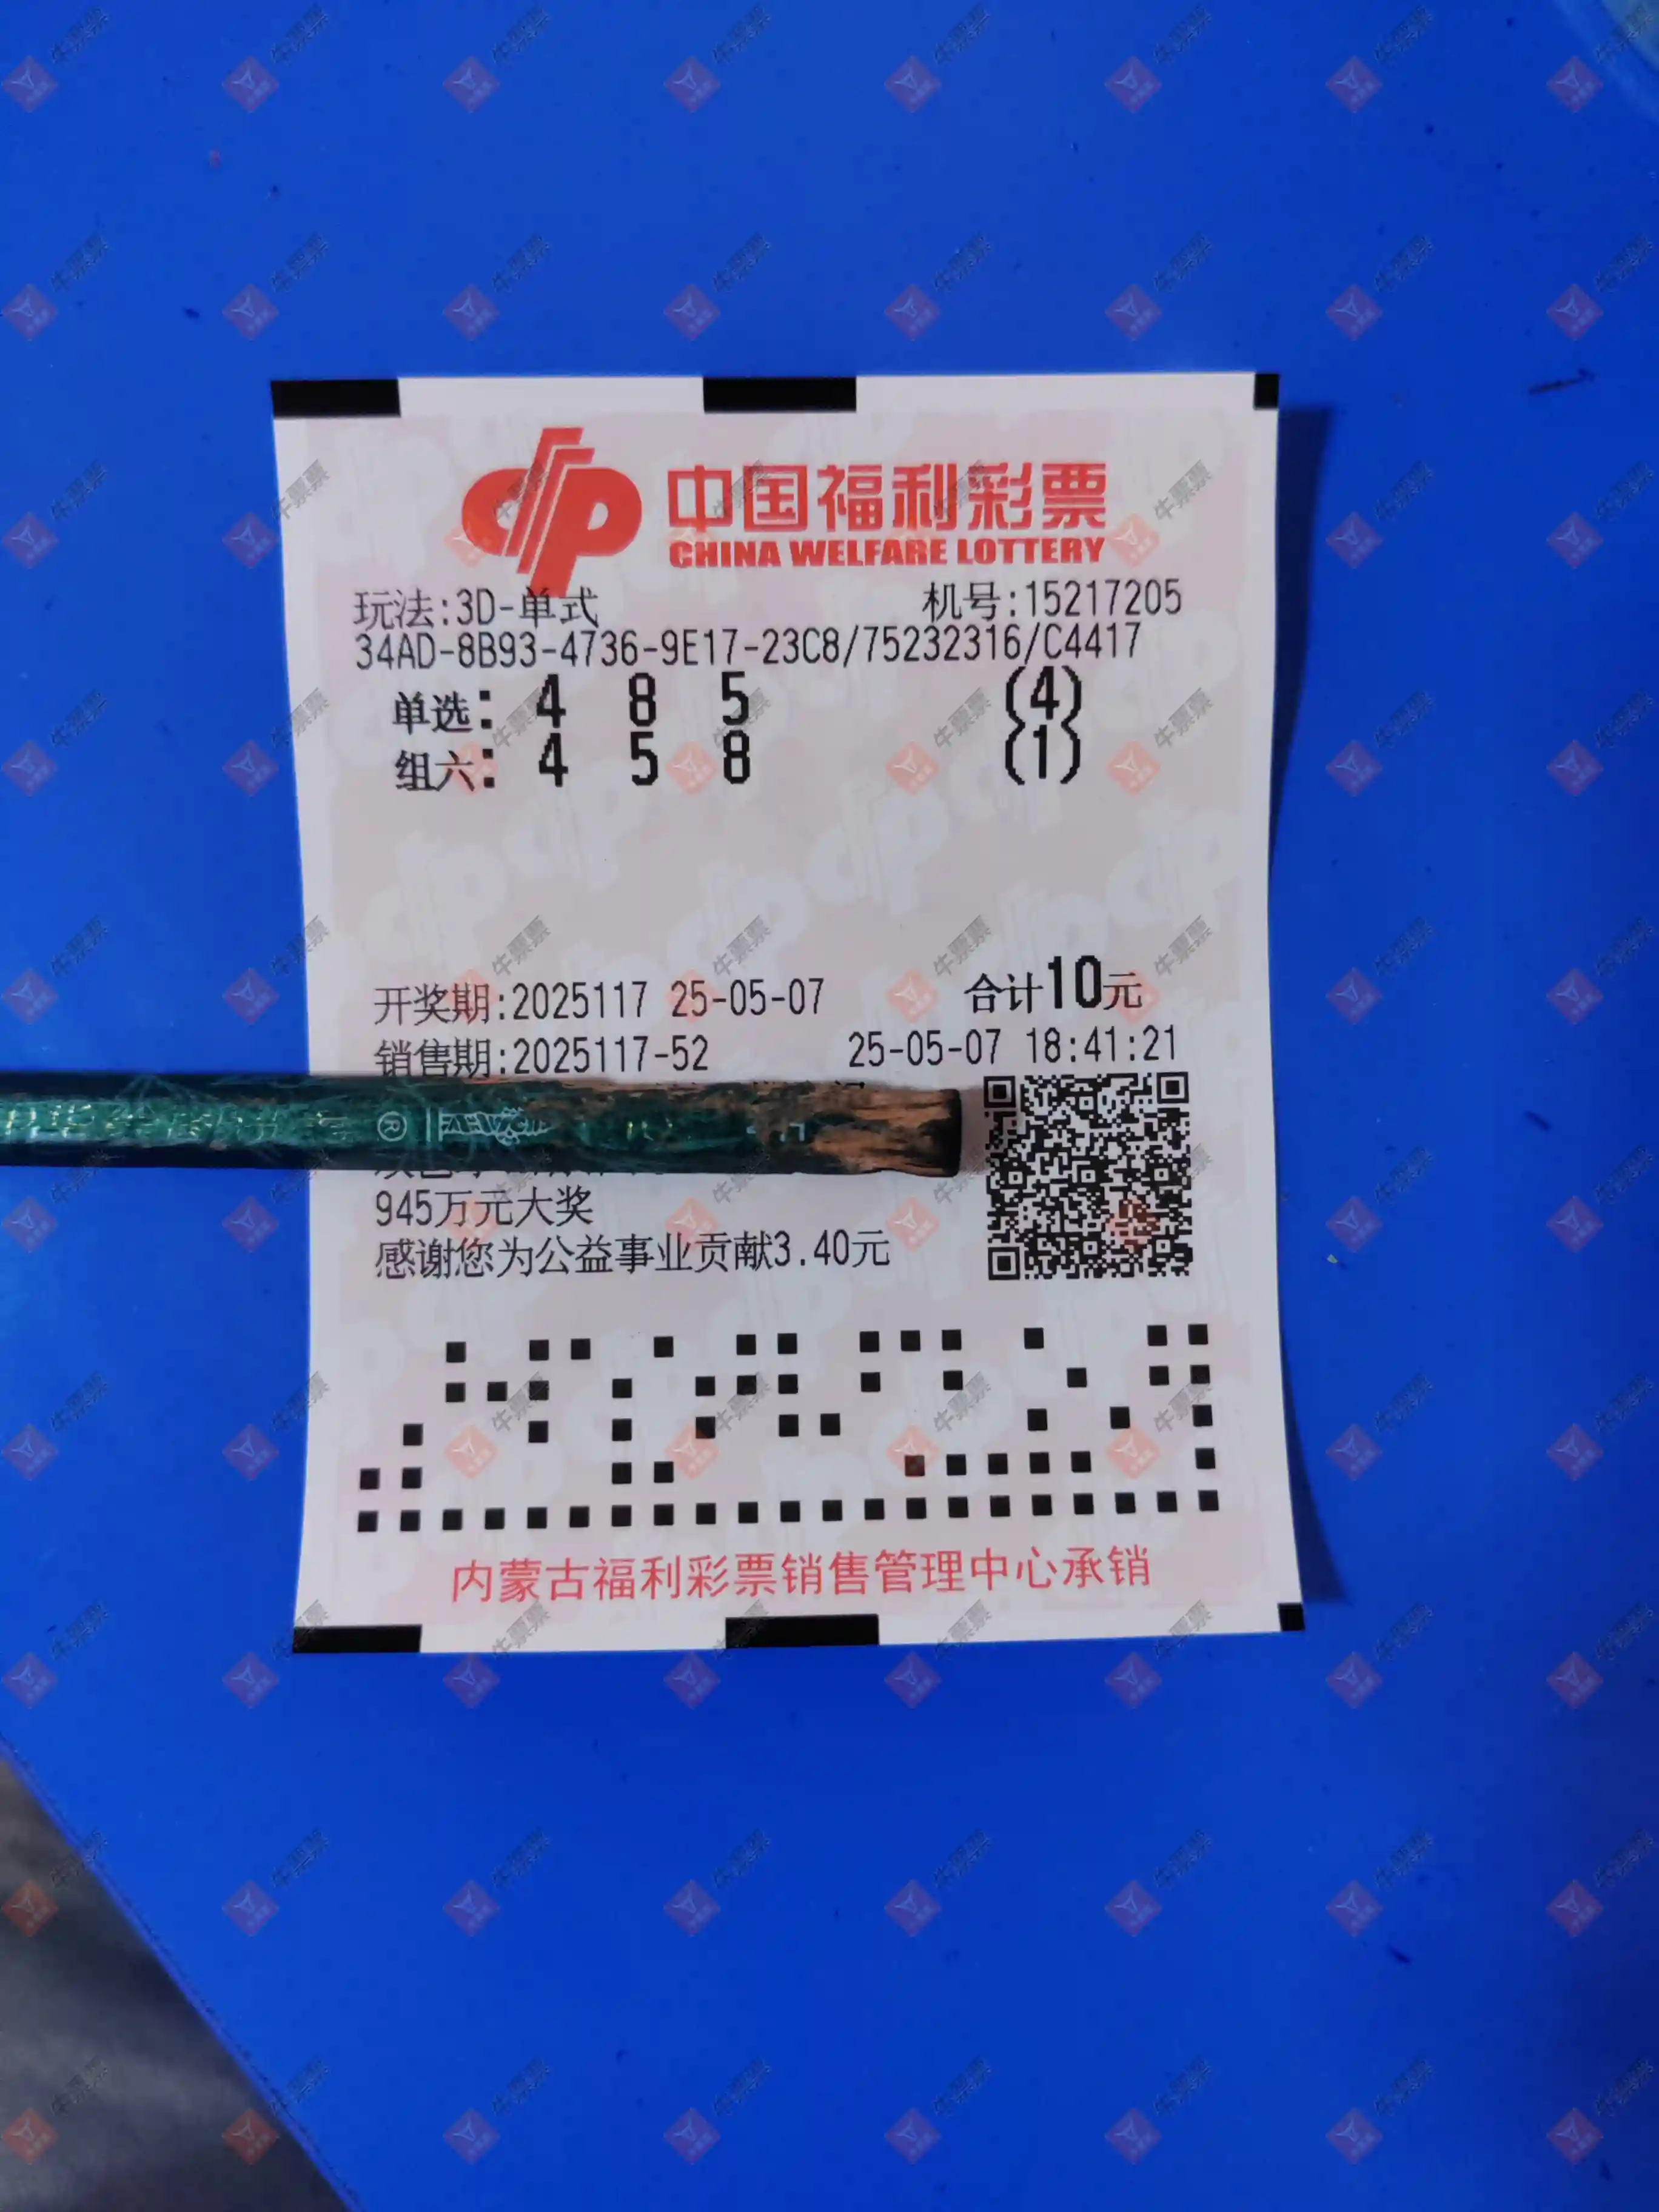 中国福利彩票
CHINA WELFARE LOTTERY
玩法:3D-单式 机号:15217205
34AD-8B93-4736-9E17-23C8/75232316/C4417
单选: 4 8 5 (4)
组六: 4 5 8 (1)
开奖期:2025117 25-05-07 合计10元
销售期:2025117-52 25-05-07 18:41:21
945万元大奖
感谢您为公益事业贡献3.40元
内蒙古福利彩票销售管理中心承销
牛票票